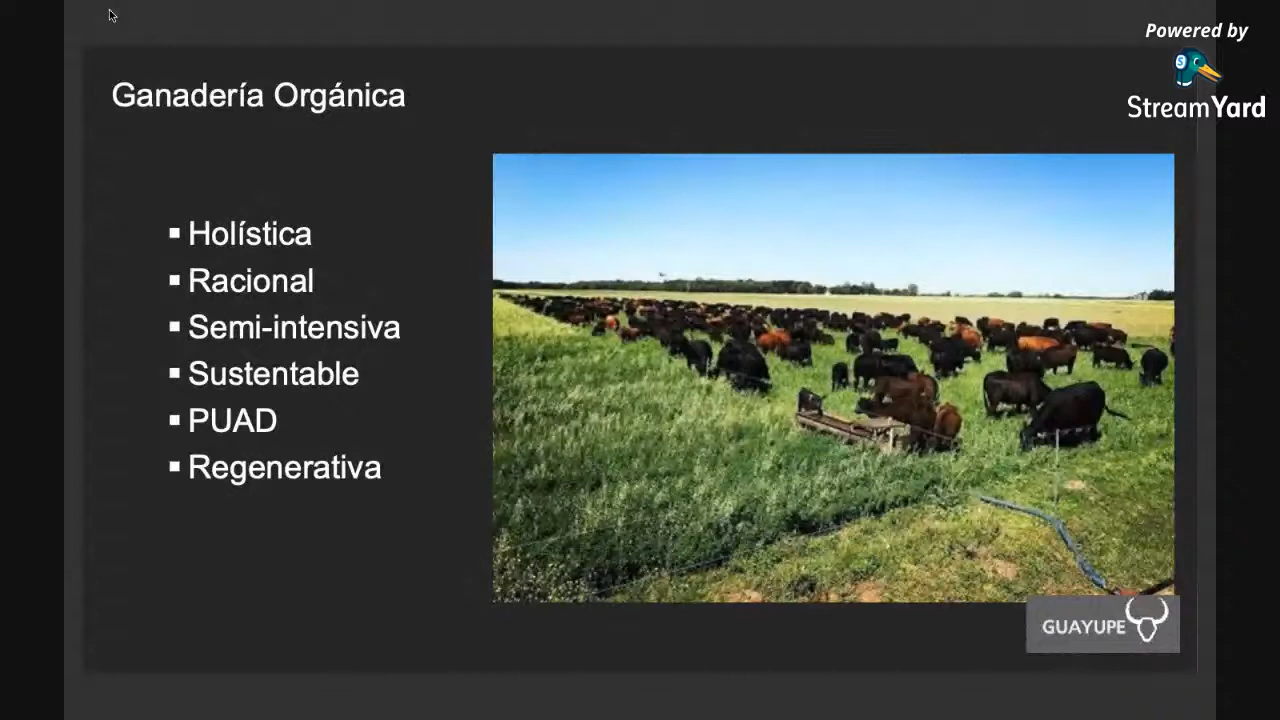 Powered by
StreamYard
Ganadería Orgánica
▪ Holística
▪ Racional
▪ Semi-intensiva
▪ Sustentable
▪ PUAD
▪ Regenerativa
GUAYUPE